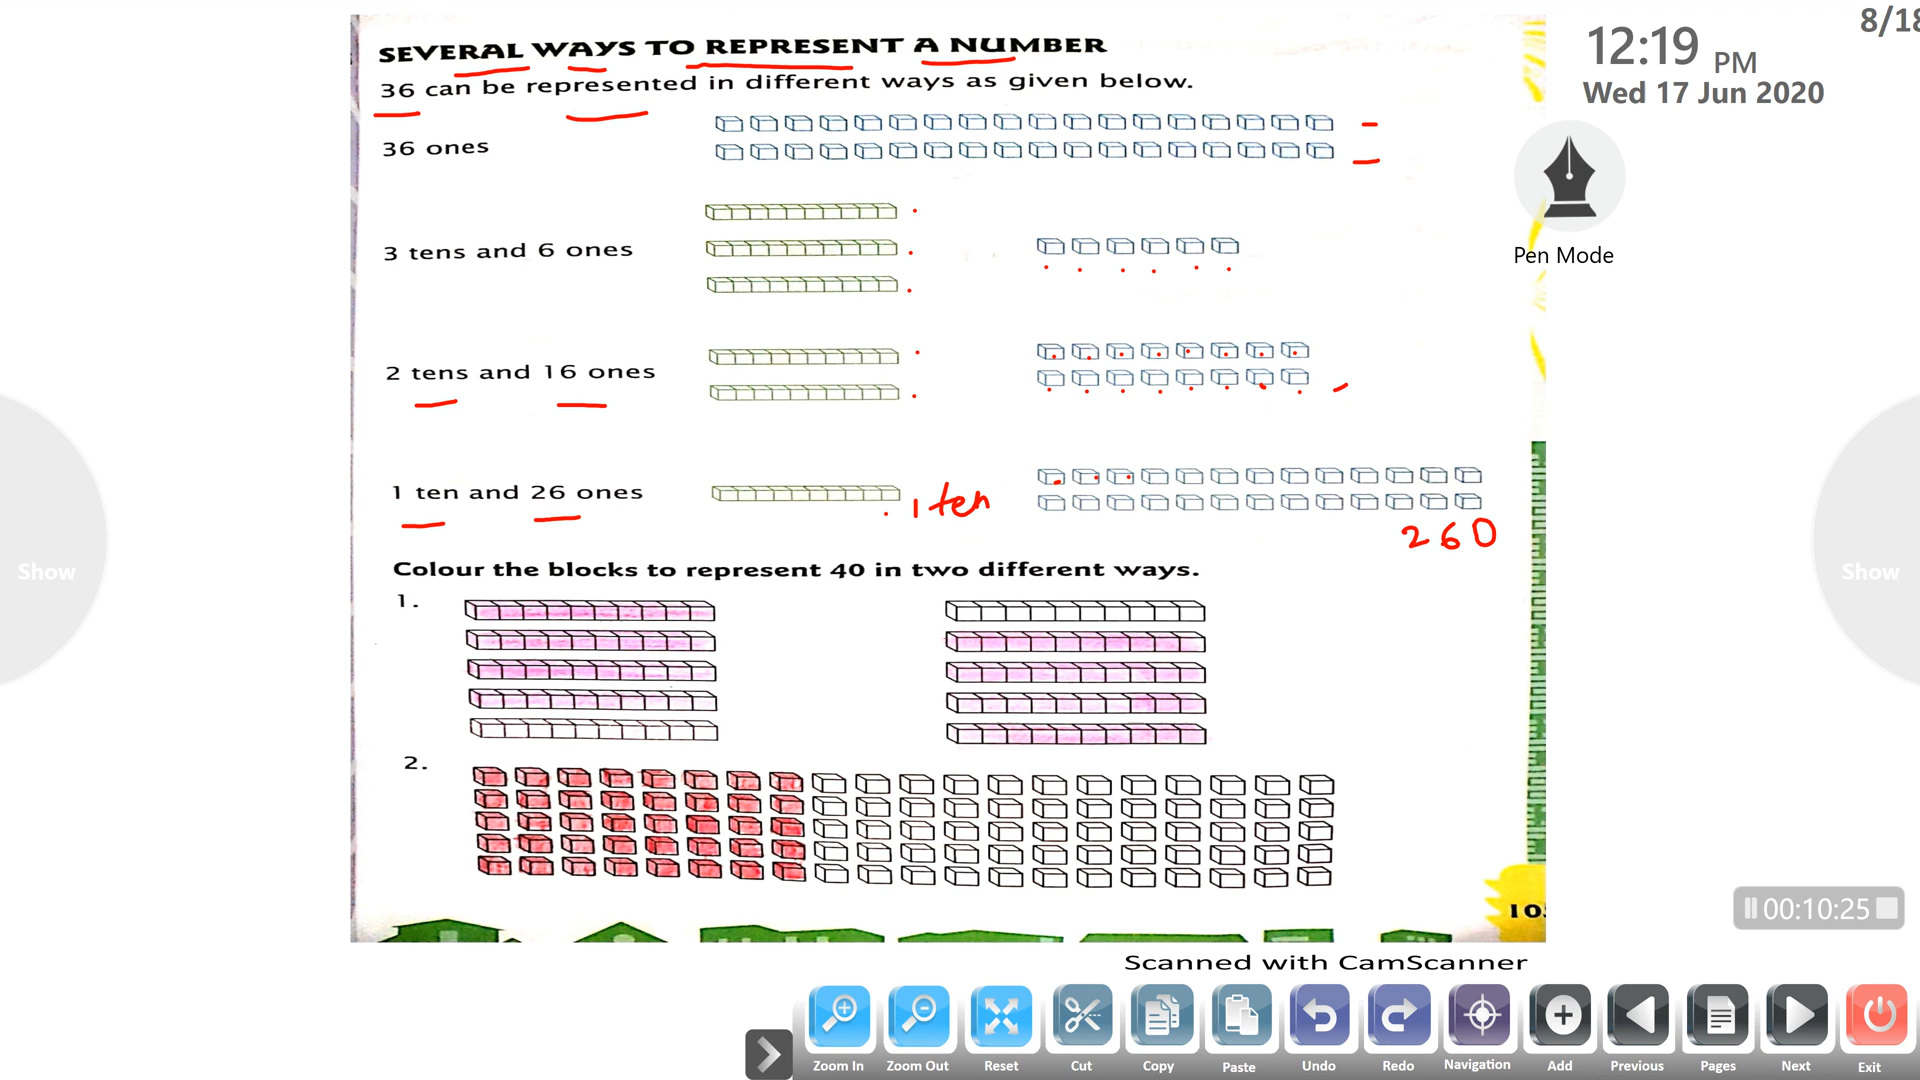 SEVERAL WAYS TO REPRESENT A NUMBER
36 can be represented in different ways as given below.
36 ones
3 tens and 6 ones
2 tens and 16 ones
1 ten and 26 ones
1 ten
26 O
Colour the blocks to represent 40 in two different ways.
1.
2.
Scanned with CamScanner
8/18
12:19 PM
Wed 17 Jun 2020
Pen Mode
Show
Show
00:10:25
Zoom In
Zoom Out
Reset
Cut
Copy
Paste
Undo
Redo
Navigation
Add
Previous
Pages
Next
Exit